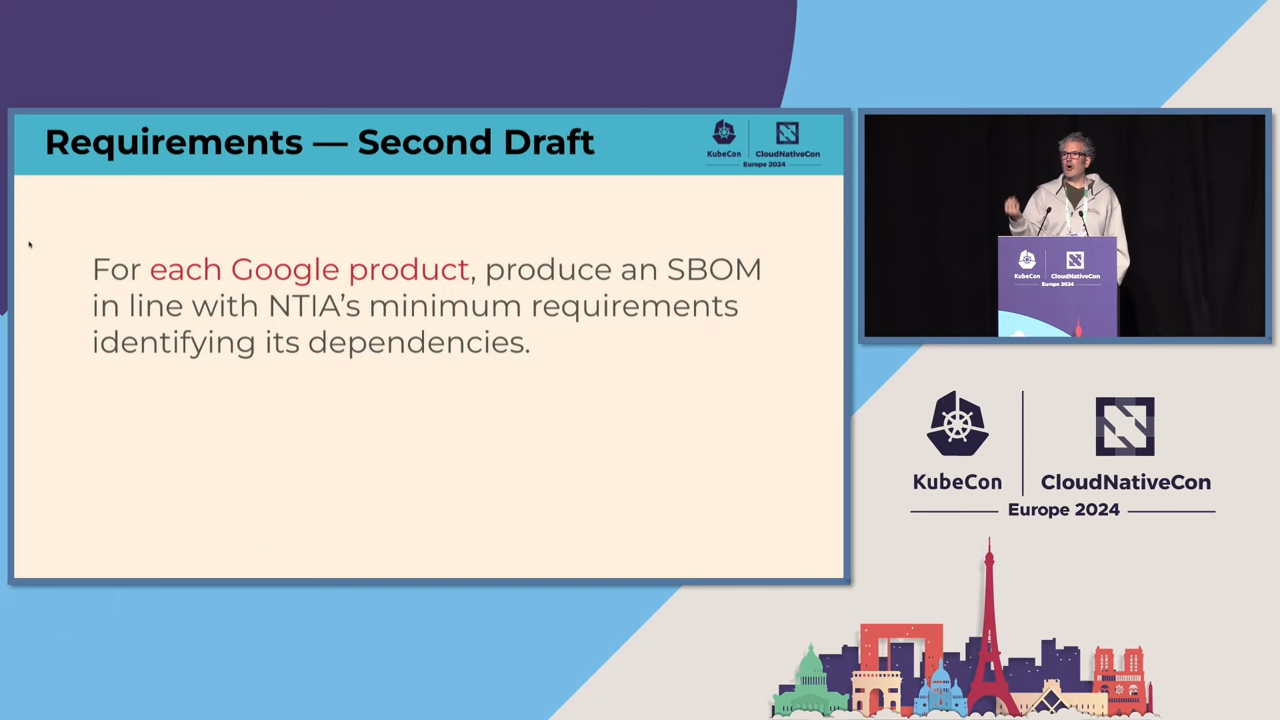 Requirements — Second Draft
KubeCon
CloudNativeCon
Europe 2024
For each Google product, produce an SBOM
in line with NTIA’s minimum requirements
identifying its dependencies.
KubeCon
CloudNativeCon
Europe 2024
KubeCon
CloudNativeCon
Europe 2024